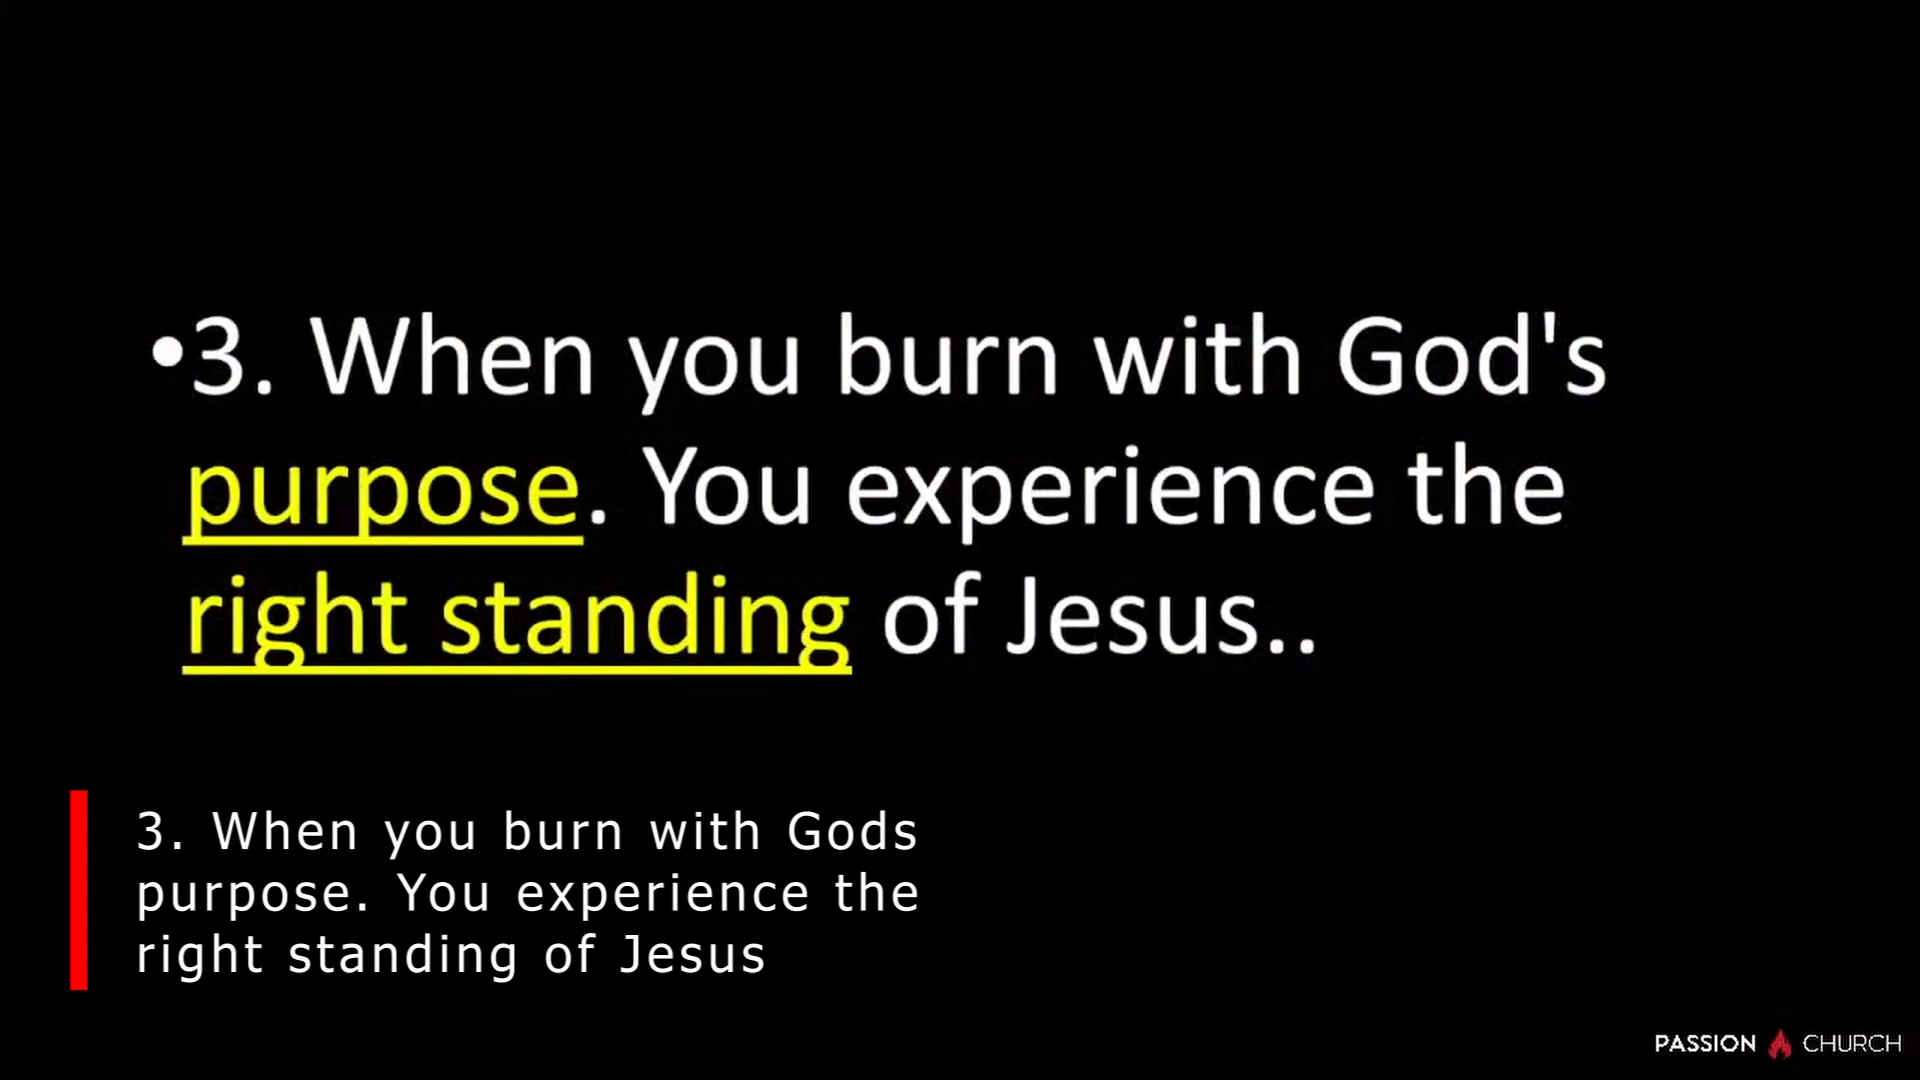 •3. When you burn with God's
purpose. You experience the
right standing of Jesus..
3. When you burn with Gods
purpose. You experience the
right standing of Jesus
PASSION CHURCH